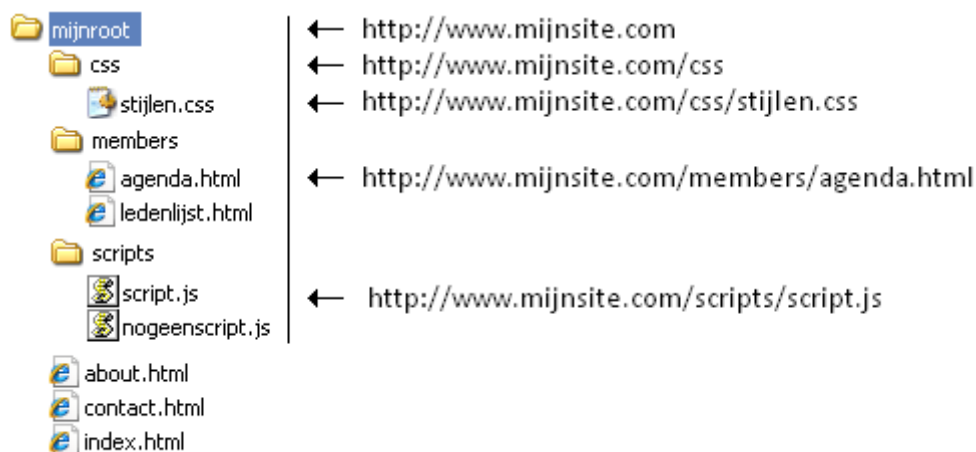 mijnroot ← http://www.mijnsite.com
css ← http://www.mijnsite.com/css
stijlen.css ← http://www.mijnsite.com/css/stijlen.css
members
agenda.html ← http://www.mijnsite.com/members/agenda.html
ledenlijst.html
scripts
script.js ← http://www.mijnsite.com/scripts/script.js
nogeenscript.js
about.html
contact.html
index.html